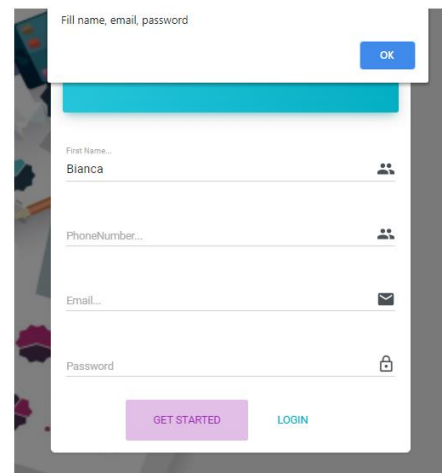 Fill name, email, password
OK
First Name...
Bianca
PhoneNumber...
Email...
Password
GET STARTED LOGIN